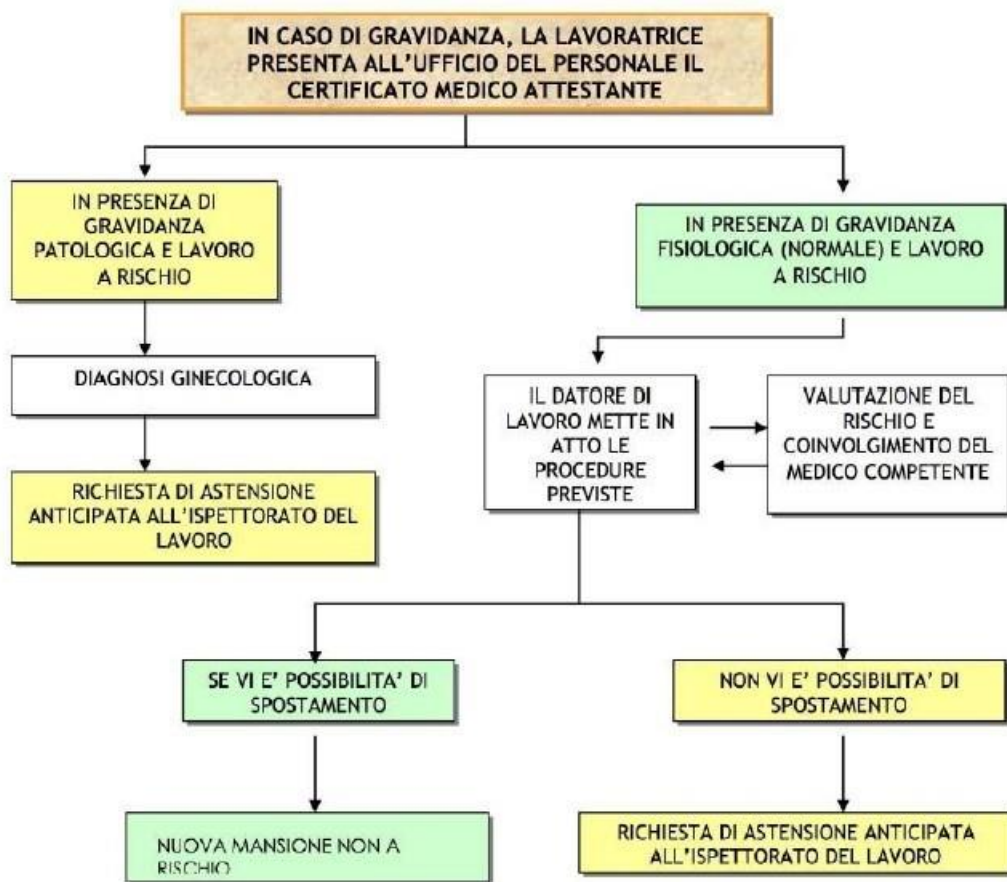 IN CASO DI GRAVIDANZA, LA LAVORATRICE
PRESENTA ALL'UFFICIO DEL PERSONALE IL
CERTIFICATO MEDICO ATTESTANTE
IN PRESENZA DI
GRAVIDANZA
PATOLOGICA E LAVORO
A RISCHIO
IN PRESENZA DI GRAVIDANZA
FISIOLOGICA (NORMALE) E LAVORO
A RISCHIO
DIAGNOSI GINECOLOGICA
IL DATORE DI
LAVORO METTE IN
ATTO LE
PROCEDURE
PREVISTE
VALUTAZIONE DEL
RISCHIO E
COINVOLGIMENTO DEL
MEDICO COMPETENTE
RICHIESTA DI ASTENSIONE
ANTICIPATA ALL'ISPETTORATO DEL
LAVORO
SE VI E' POSSIBILITA' DI
SPOSTAMENTO
NON VI E' POSSIBILITA' DI
SPOSTAMENTO
NUOVA MANSIONE NON A
RISCHIO
RICHIESTA DI ASTENSIONE ANTICIPATA
ALL'ISPETTORATO DEL LAVORO